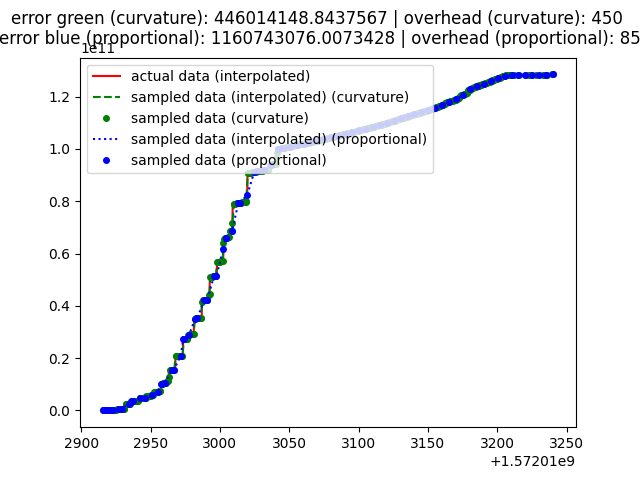 error green (curvature): 446014148.8437567 | overhead (curvature): 450
error blue (proportional): 1160743076.0073428 | overhead (proportional): 85
1e11
actual data (interpolated)
sampled data (interpolated) (curvature)
sampled data (curvature)
sampled data (interpolated) (proportional)
sampled data (proportional)
1.2
1.0
0.8
0.6
0.4
0.2
0.0
2900 2950 3000 3050 3100 3150 3200 3250
+1.57201e9